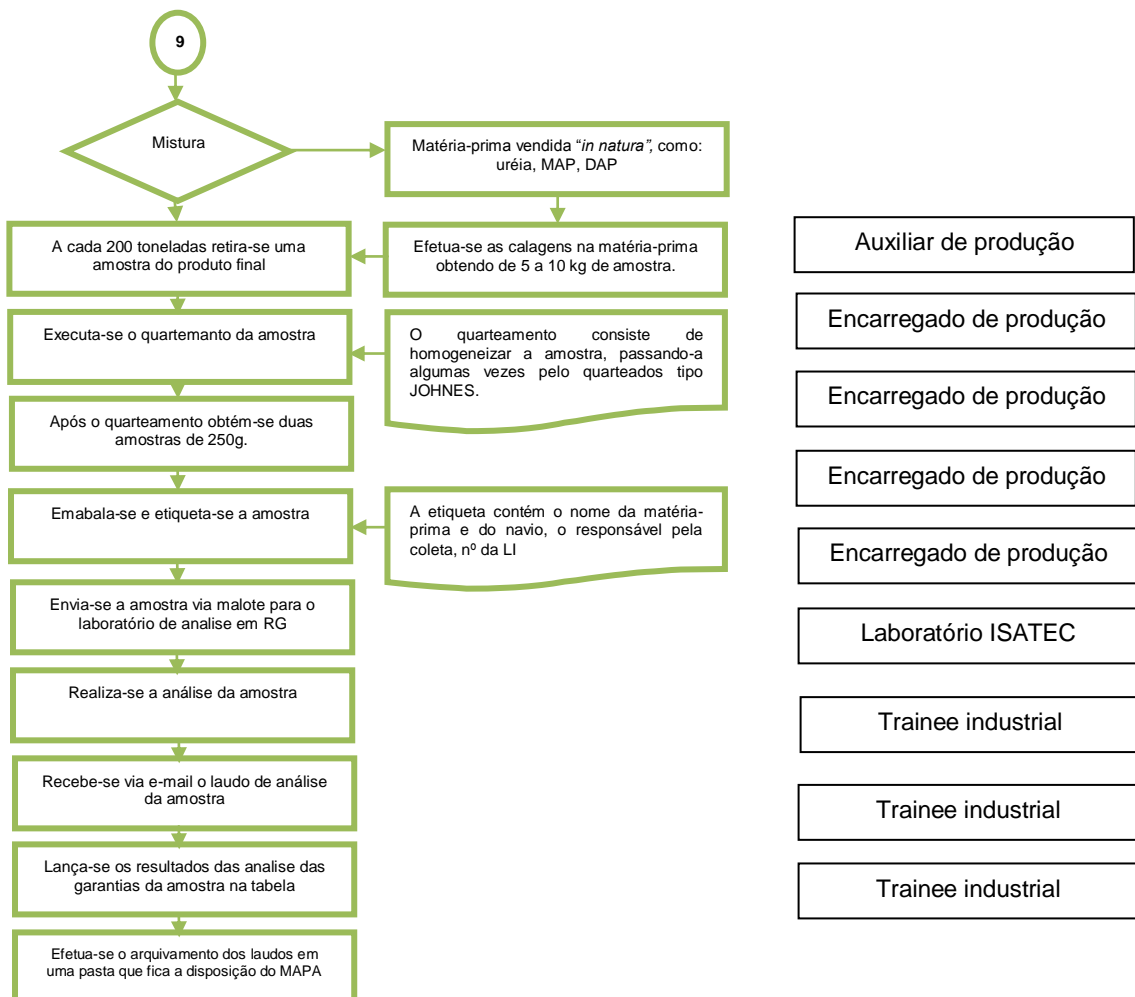 9
Mistura
Matéria-prima vendida “in natura”, como:
uréia, MAP, DAP
A cada 200 toneladas retira-se uma
amostra do produto final
Efetua-se as calagens na matéria-prima
obtendo de 5 a 10 kg de amostra.
Auxiliar de produção
Executa-se o quartemanto da amostra
O quarteamento consiste de
homogeneizar a amostra, passando-a
algumas vezes pelo quarteados tipo
JOHNES.
Encarregado de produção
Após o quarteamento obtém-se duas
amostras de 250g.
Encarregado de produção
Emabala-se e etiqueta-se a amostra
A etiqueta contém o nome da matéria-
prima e do navio, o responsável pela
coleta, nº da LI
Encarregado de produção
Envia-se a amostra via malote para o
laboratório de analise em RG
Encarregado de produção
Realiza-se a análise da amostra
Laboratório ISATEC
Recebe-se via e-mail o laudo de análise
da amostra
Trainee industrial
Lança-se os resultados das analise das
garantias da amostra na tabela
Trainee industrial
Efetua-se o arquivamento dos laudos em
uma pasta que fica a disposição do MAPA
Trainee industrial